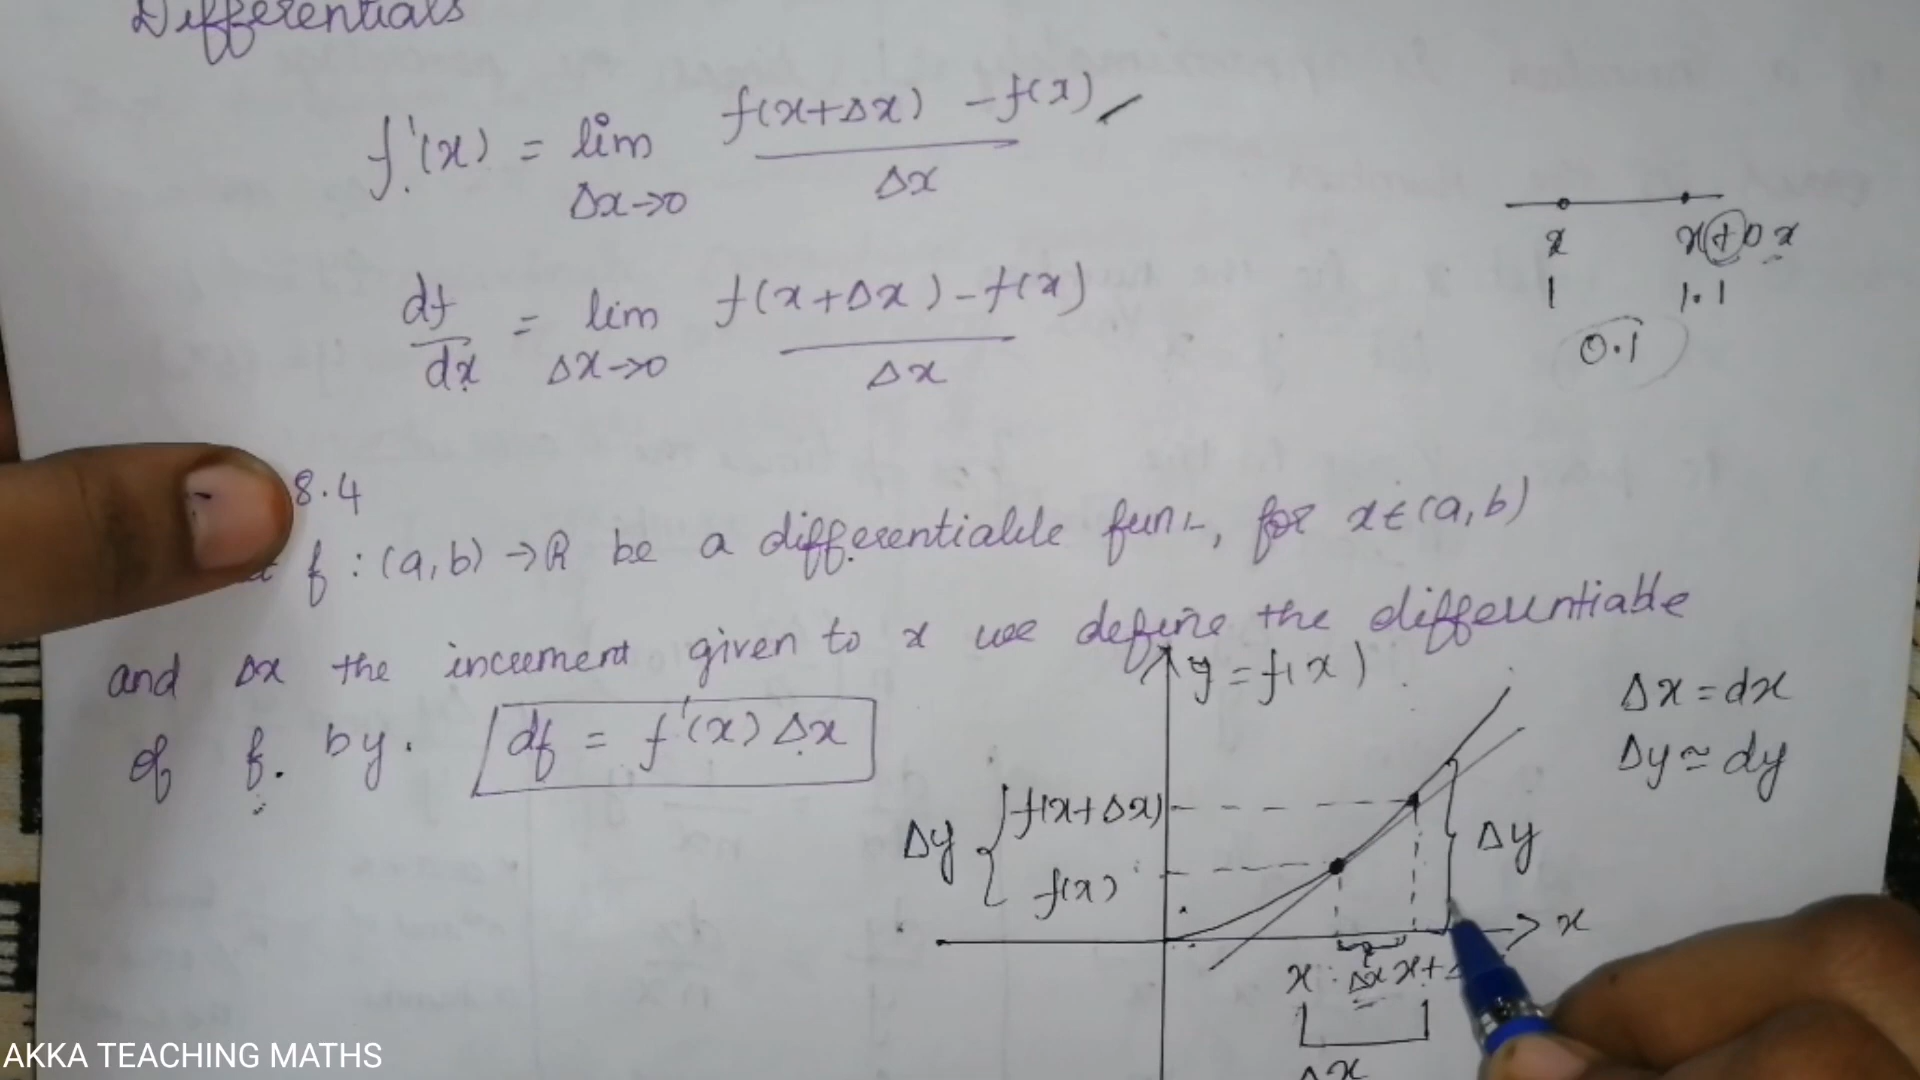 Differentials
f'(x) = lim Δx→0 f(x+Δx) - f(x) / Δx
x x+Δx
1 1.1
0.1
df/dx = lim Δx→0 f(x+Δx) - f(x) / Δx
8.4
f : (a,b) → R be a differentiable fun:-, for x∈(a,b)
and Δx the increment given to x we define the differentiable
of f. by. df = f'(x) Δx
y = f(x)
Δx = dx
Δy ≃ dy
Δy { f(x+Δx)
f(x)
Δy
x
x Δx x+
Δx
AKKA TEACHING MATHS